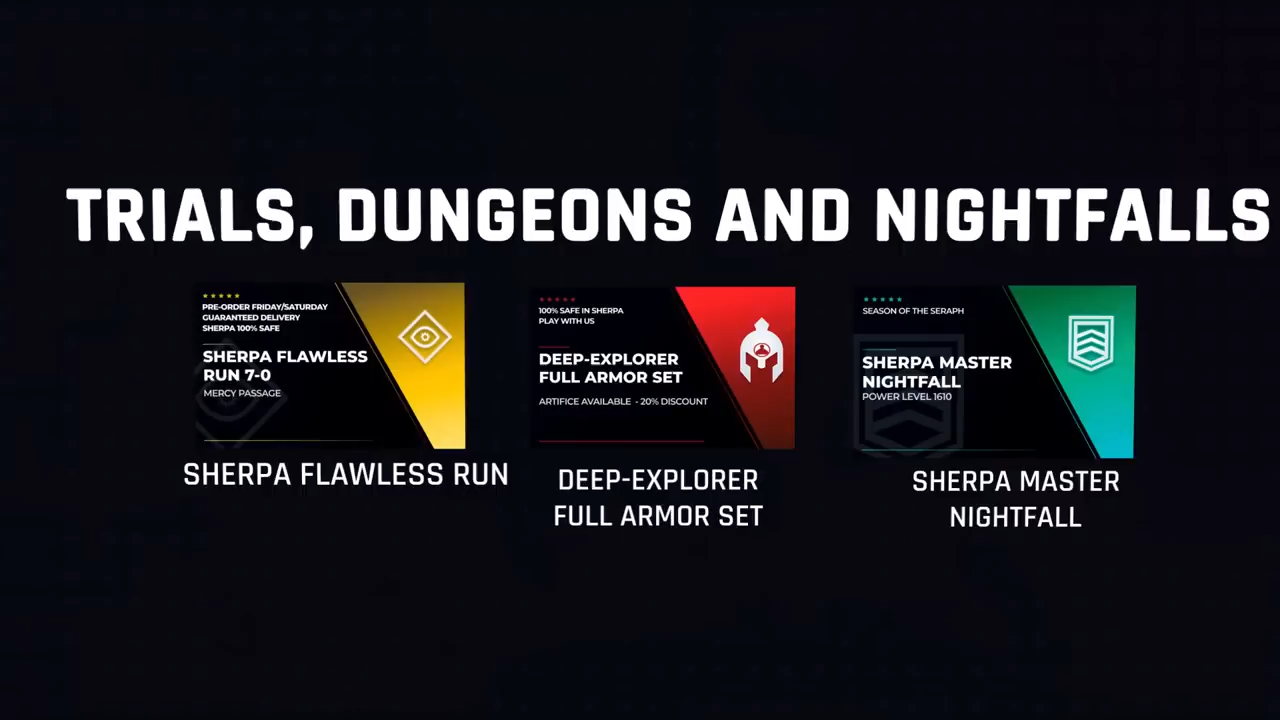 TRIALS, DUNGEONS AND NIGHTFALLS
PRE-ORDER FRIDAY/SATURDAY
GUARANTEED DELIVERY
SHERPA 100% SAFE
SHERPA FLAWLESS
RUN 7-0
MERCY PASSAGE
SHERPA FLAWLESS RUN
100% SAFE IN SHERPA
PLAY WITH US
DEEP-EXPLORER
FULL ARMOR SET
ARTIFICE AVAILABLE - 20% DISCOUNT
DEEP-EXPLORER
FULL ARMOR SET
SEASON OF THE SERAPH
SHERPA MASTER
NIGHTFALL
POWER LEVEL 1610
SHERPA MASTER
NIGHTFALL